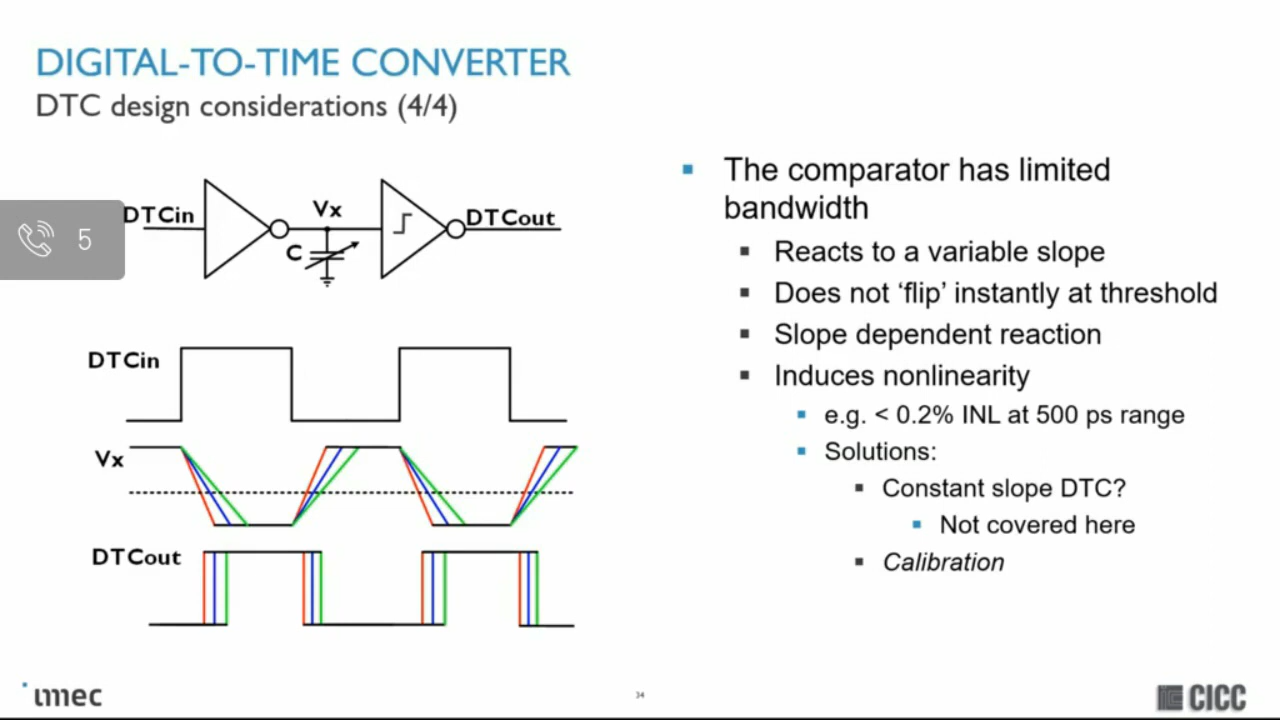 DIGITAL-TO-TIME CONVERTER
DTC design considerations (4/4)
5
DTCin
Vx
C
DTCout
DTCin
Vx
DTCout
The comparator has limited
bandwidth
Reacts to a variable slope
Does not ‘flip’ instantly at threshold
Slope dependent reaction
Induces nonlinearity
e.g. < 0.2% INL at 500 ps range
Solutions:
Constant slope DTC?
Not covered here
Calibration
imec
34
CICC